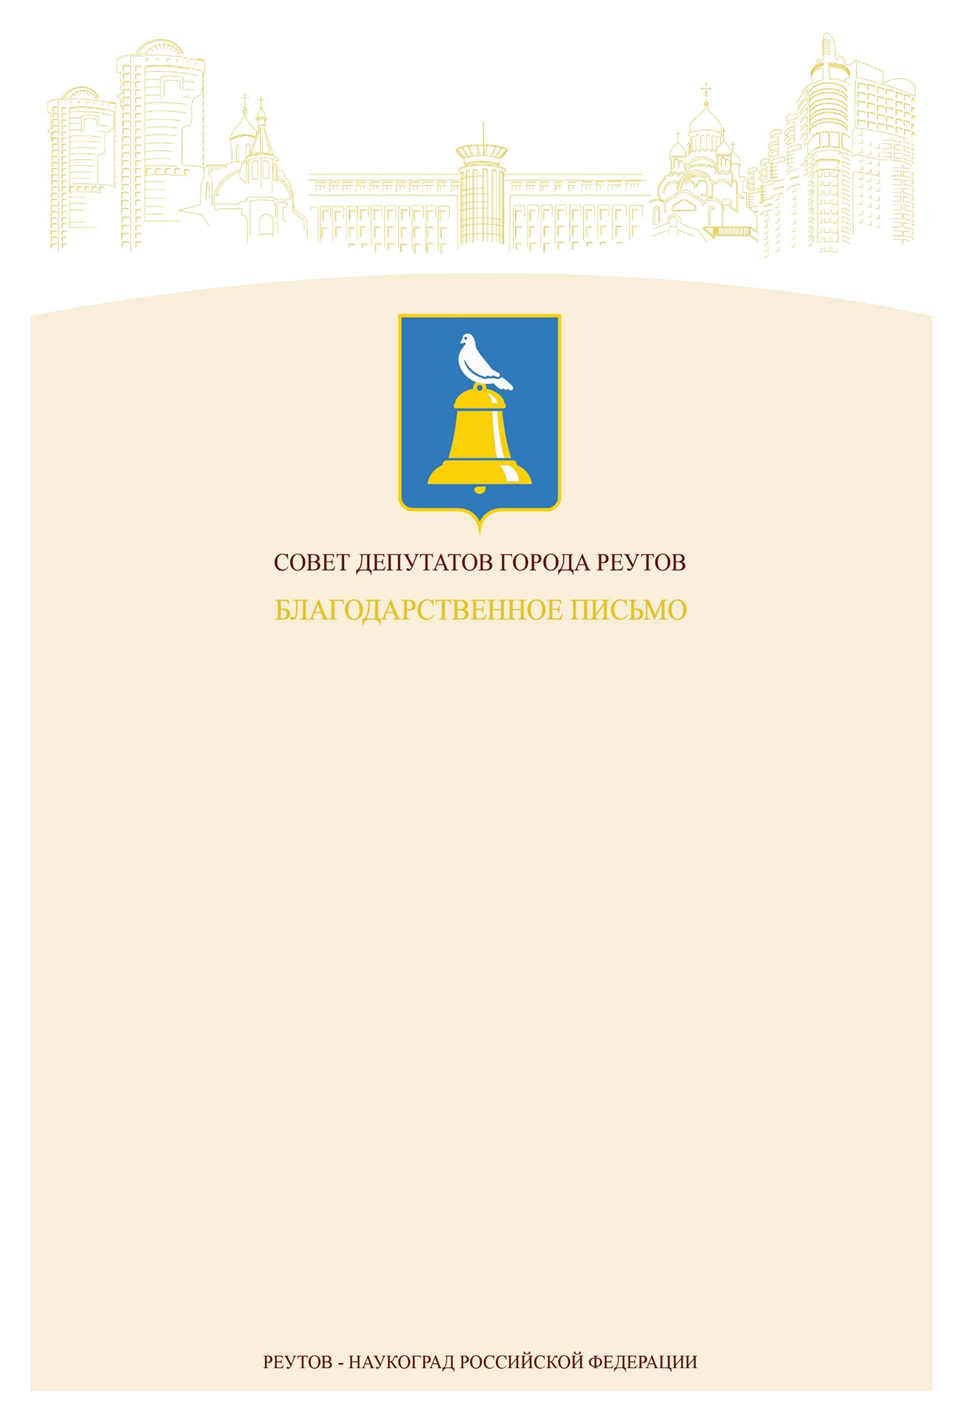 СОВЕТ ДЕПУТАТОВ ГОРОДА РЕУТОВ
БЛАГОДАРСТВЕННОЕ ПИСЬМО
РЕУТОВ - НАУКОГРАД РОССИЙСКОЙ ФЕДЕРАЦИИ